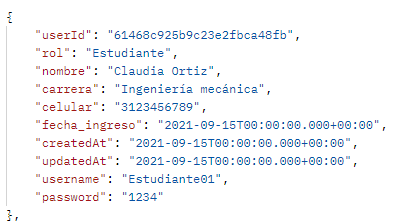 {
"userId": "61468c925b9c23e2fbca48fb",
"rol": "Estudiante",
"nombre": "Claudia Ortiz",
"carrera": "Ingeniería mecánica",
"celular": "3123456789",
"fecha_ingreso": "2021-09-15T00:00:00.000+00:00",
"createdAt": "2021-09-15T00:00:00.000+00:00",
"updatedAt": "2021-09-15T00:00:00.000+00:00",
"username": "Estudiante01",
"password": "1234"
},